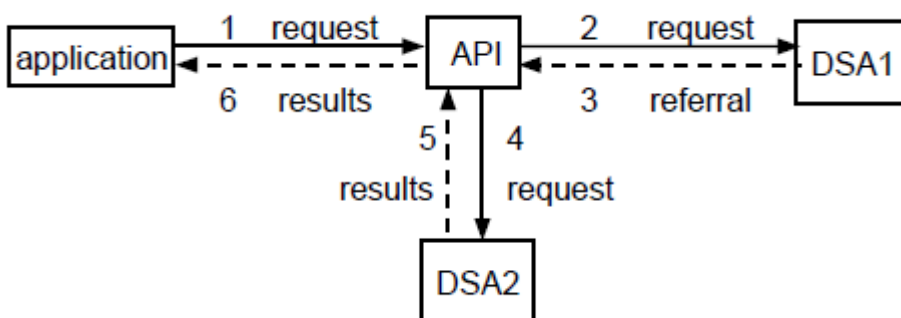 1 request
2 request
application
API
DSA1
6 results
3 referral
5
4
results
request
DSA2